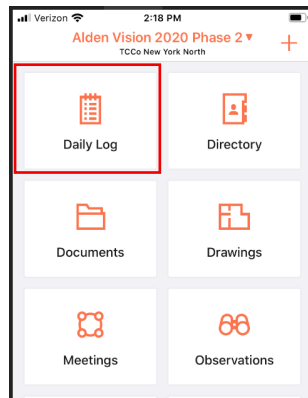 Verizon 2:18 PM
Alden Vision 2020 Phase 2
TCCo New York North
Daily Log Directory
Documents Drawings
Meetings Observations